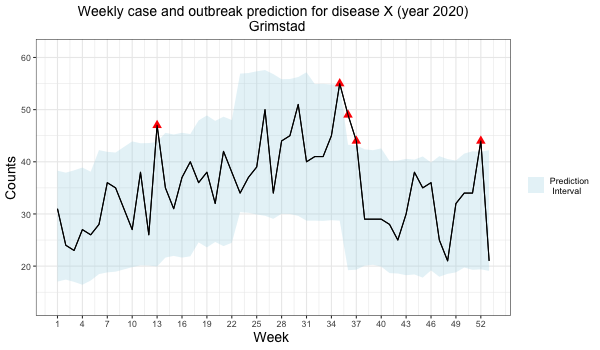 Weekly case and outbreak prediction for disease X (year 2020)
Grimstad
60
50
40
30
20
Counts
1 4 7 10 13 16 19 22 25 28 31 34 37 40 43 46 49 52
Week
Prediction
Interval